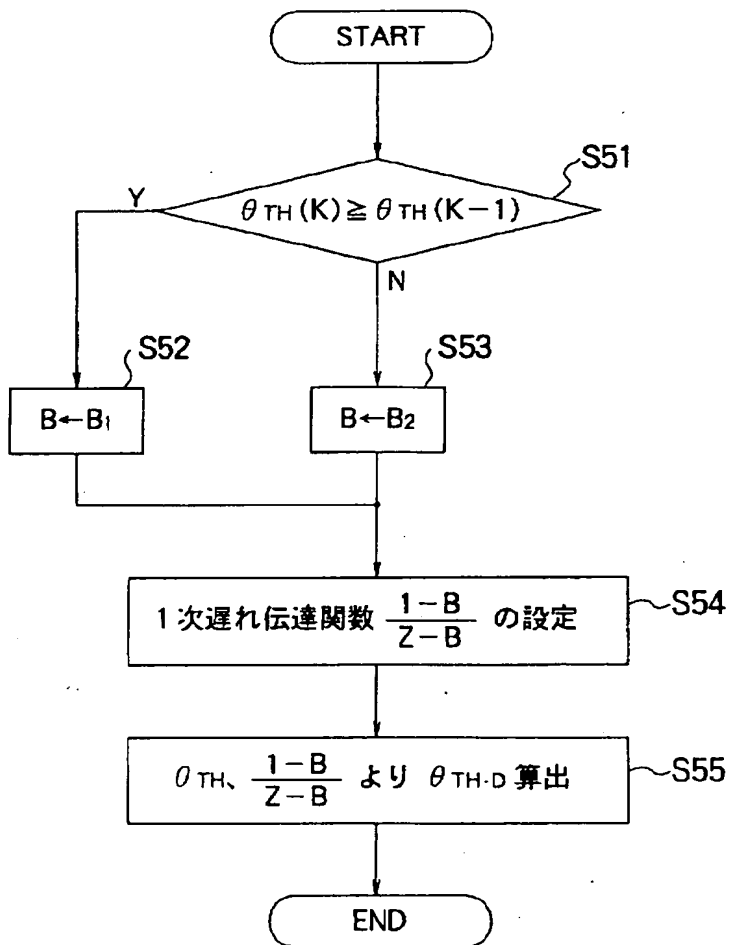 START
S51
θTH(K)≧θTH(K-1)
Y
N
S52
S53
B←B1
B←B2
1次遅れ伝達関数 1-B/Z-B の設定
S54
θTH、1-B/Z-B より θTH・D 算出
S55
END